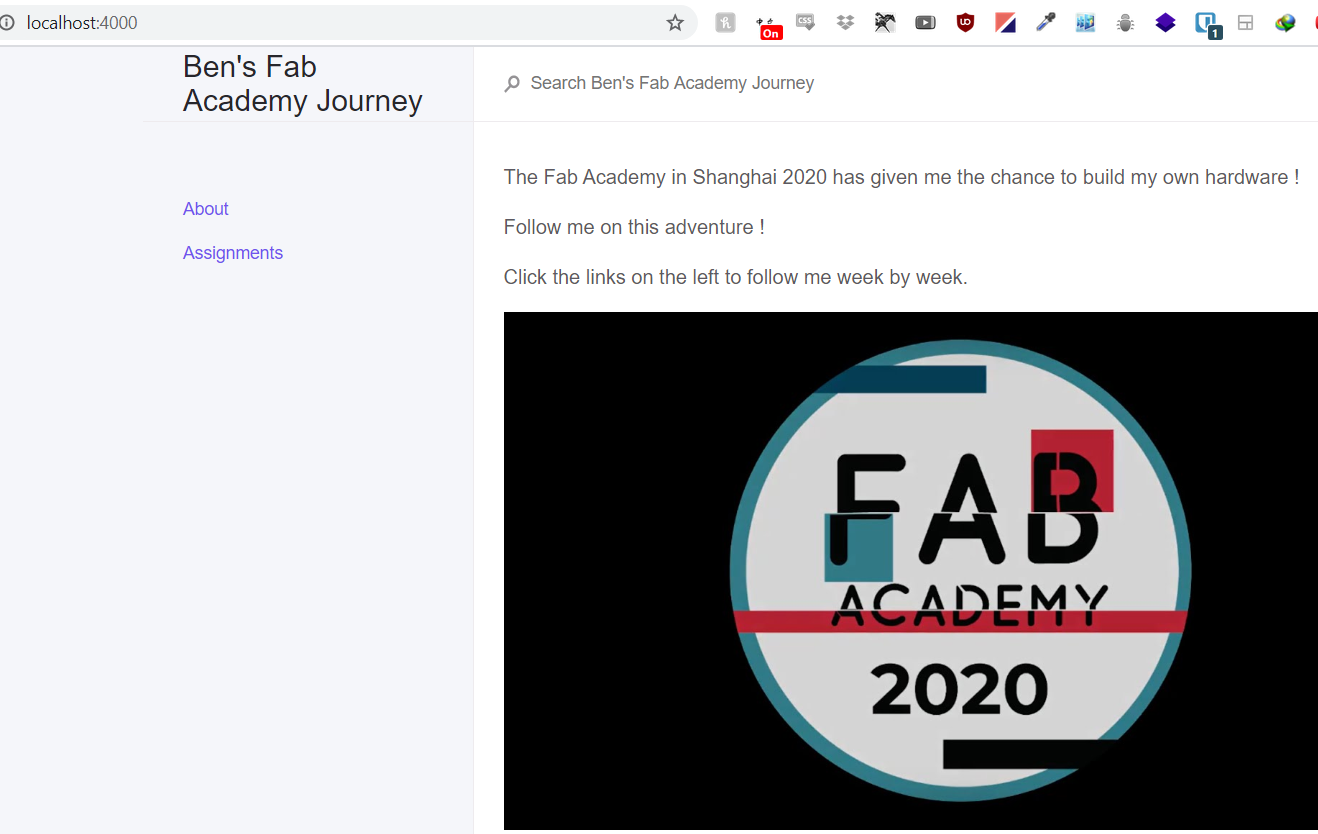 localhost:4000
On
CSS
1
Ben's Fab
Academy Journey
Search Ben's Fab Academy Journey
About
Assignments
The Fab Academy in Shanghai 2020 has given me the chance to build my own hardware !
Follow me on this adventure !
Click the links on the left to follow me week by week.
FAB
ACADEMY
2020